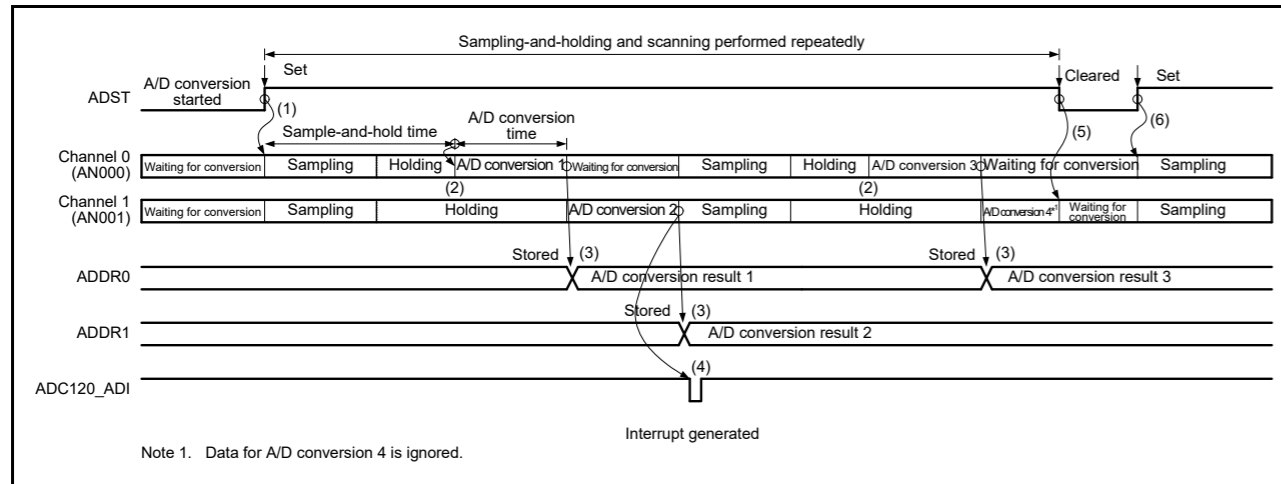 Sampling-and-holding and scanning performed repeatedly
ADST
A/D conversion started
Set
Cleared
Set
(1)
(5)
(6)
Sample-and-hold time
A/D conversion time
Channel 0 (AN000)
Waiting for conversion
Sampling
Holding
A/D conversion 1
Waiting for conversion
Sampling
Holding
A/D conversion 3
Waiting for conversion
Sampling
(2)
(2)
Channel 1 (AN001)
Waiting for conversion
Sampling
Holding
A/D conversion 2
Sampling
Holding
A/D conversion 4*1
Waiting for conversion
Sampling
ADDR0
Stored
(3)
A/D conversion result 1
Stored
(3)
A/D conversion result 3
ADDR1
Stored
(3)
A/D conversion result 2
ADC120_ADI
(4)
Interrupt generated
Note 1. Data for A/D conversion 4 is ignored.